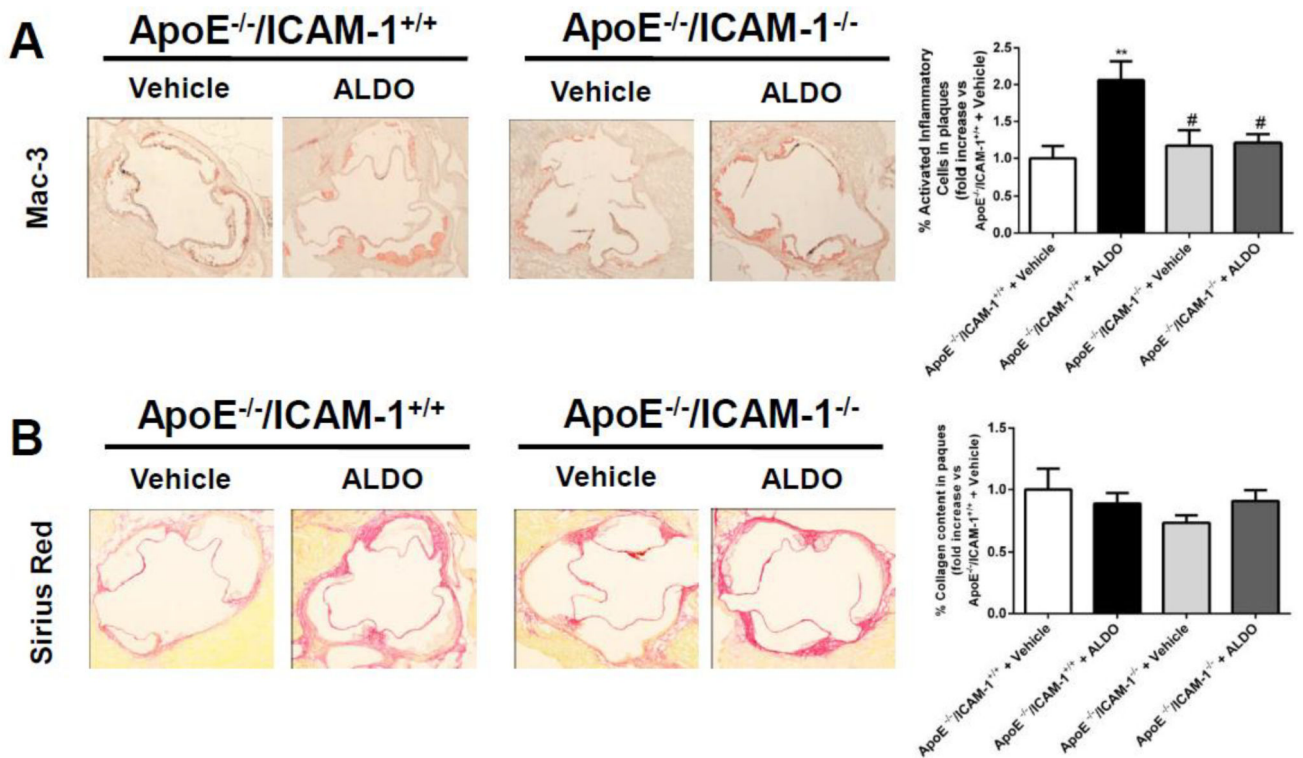 A
ApoE-/-/ICAM-1+/+
ApoE-/-/ICAM-1-/-
Vehicle
ALDO
Vehicle
ALDO
Mac-3
% Activated Inflammatory
Cells in plaques
(fold increase vs
ApoE-/-/ICAM-1+/+ + Vehicle)
2.5
2.0
1.5
1.0
0.5
0.0
**
#
#
ApoE-/-/ICAM-1+/+ + Vehicle
ApoE-/-/ICAM-1+/+ + ALDO
ApoE-/-/ICAM-1-/- + Vehicle
ApoE-/-/ICAM-1-/- + ALDO
B
ApoE-/-/ICAM-1+/+
ApoE-/-/ICAM-1-/-
Vehicle
ALDO
Vehicle
ALDO
Sirius Red
% Collagen content in paques
(fold increase vs
ApoE-/-/ICAM-1+/+ + Vehicle)
1.5
1.0
0.5
0.0
ApoE-/-/ICAM-1+/+ + Vehicle
ApoE-/-/ICAM-1+/+ + ALDO
ApoE-/-/ICAM-1-/- + Vehicle
ApoE-/-/ICAM-1-/- + ALDO